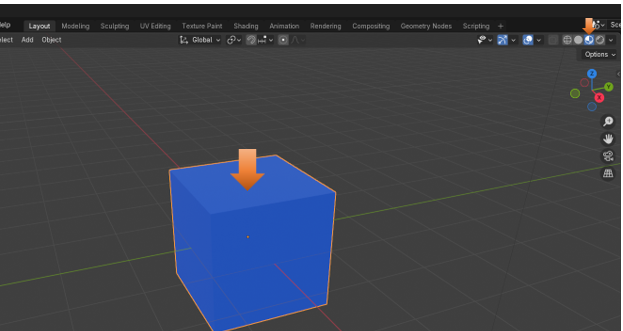 elp Layout Modeling Sculpting UV Editing Texture Paint Shading Animation Rendering Compositing Geometry Nodes Scripting + Sce
elect Add Object Global
Options
Z
Y
X